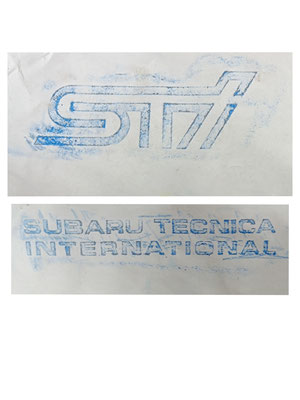 STI
SUBARU TECNICA
INTERNATIONAL